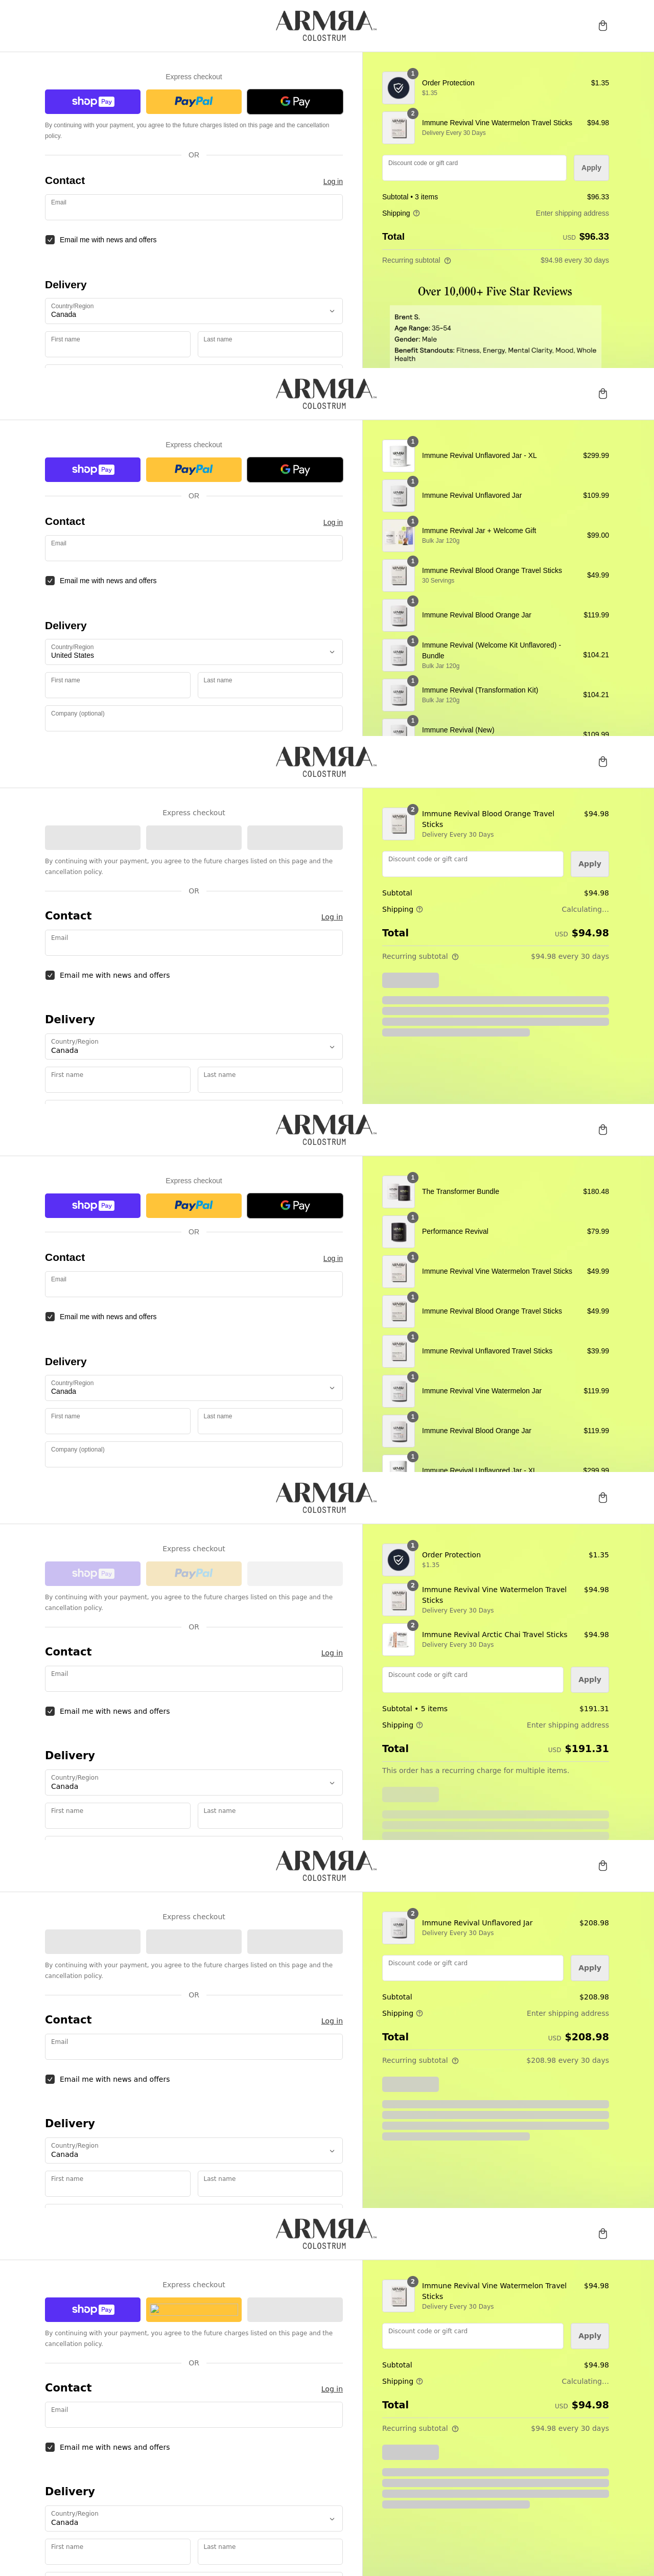 ARMRA
COLOSTRUM
Express checkout
shop Pay
PayPal
G Pay
By continuing with your payment, you agree to the future charges listed on this page and the cancellation
policy.
OR
Contact
Log in
Email
Email me with news and offers
Delivery
Country/Region
Canada
First name
Last name
1
Order Protection
$1.35
$1.35
2
Immune Revival Vine Watermelon Travel Sticks
$94.98
Delivery Every 30 Days
Discount code or gift card
Apply
Subtotal • 3 items
$96.33
Shipping
Enter shipping address
Total
USD $96.33
Recurring subtotal
$94.98 every 30 days
Over 10,000+ Five Star Reviews
Brent S.
Age Range: 35-54
Gender: Male
Benefit Standouts: Fitness, Energy, Mental Clarity, Mood, Whole
Health
ARMRA
COLOSTRUM
Express checkout
shop Pay
PayPal
G Pay
OR
Contact
Log in
Email
Email me with news and offers
Delivery
Country/Region
United States
First name
Last name
Company (optional)
1
Immune Revival Unflavored Jar - XL
$299.99
1
Immune Revival Unflavored Jar
$109.99
1
Immune Revival Jar + Welcome Gift
$99.00
Bulk Jar 120g
1
Immune Revival Blood Orange Travel Sticks
$49.99
30 Servings
1
Immune Revival Blood Orange Jar
$119.99
1
Immune Revival (Welcome Kit Unflavored) -
Bundle
$104.21
Bulk Jar 120g
1
Immune Revival (Transformation Kit)
$104.21
Bulk Jar 120g
1
Immune Revival (New)
$109.99
ARMRA
COLOSTRUM
Express checkout
By continuing with your payment, you agree to the future charges listed on this page and the
cancellation policy.
OR
Contact
Log in
Email
Email me with news and offers
Delivery
Country/Region
Canada
First name
Last name
2
Immune Revival Blood Orange Travel
Sticks
$94.98
Delivery Every 30 Days
Discount code or gift card
Apply
Subtotal
$94.98
Shipping
Calculating...
Total
USD $94.98
Recurring subtotal
$94.98 every 30 days
ARMRA
COLOSTRUM
Express checkout
shop Pay
PayPal
G Pay
OR
Contact
Log in
Email
Email me with news and offers
Delivery
Country/Region
Canada
First name
Last name
Company (optional)
1
The Transformer Bundle
$180.48
1
Performance Revival
$79.99
1
Immune Revival Vine Watermelon Travel Sticks
$49.99
1
Immune Revival Blood Orange Travel Sticks
$49.99
1
Immune Revival Unflavored Travel Sticks
$39.99
1
Immune Revival Vine Watermelon Jar
$119.99
1
Immune Revival Blood Orange Jar
$119.99
1
Immune Revival Unflavored Jar - XL
$299.99
ARMRA
COLOSTRUM
Express checkout
shop Pay
PayPal
By continuing with your payment, you agree to the future charges listed on this page and the
cancellation policy.
OR
Contact
Log in
Email
Email me with news and offers
Delivery
Country/Region
Canada
First name
Last name
1
Order Protection
$1.35
$1.35
2
Immune Revival Vine Watermelon Travel
Sticks
$94.98
Delivery Every 30 Days
2
Immune Revival Arctic Chai Travel Sticks
$94.98
Delivery Every 30 Days
Discount code or gift card
Apply
Subtotal • 5 items
$191.31
Shipping
Enter shipping address
Total
USD $191.31
This order has a recurring charge for multiple items.
ARMRA
COLOSTRUM
Express checkout
By continuing with your payment, you agree to the future charges listed on this page and the
cancellation policy.
OR
Contact
Log in
Email
Email me with news and offers
Delivery
Country/Region
Canada
First name
Last name
2
Immune Revival Unflavored Jar
$208.98
Delivery Every 30 Days
Discount code or gift card
Apply
Subtotal
$208.98
Shipping
Enter shipping address
Total
USD $208.98
Recurring subtotal
$208.98 every 30 days
ARMRA
COLOSTRUM
Express checkout
shop Pay
By continuing with your payment, you agree to the future charges listed on this page and the
cancellation policy.
OR
Contact
Log in
Email
Email me with news and offers
Delivery
Country/Region
Canada
First name
Last name
2
Immune Revival Vine Watermelon Travel
Sticks
$94.98
Delivery Every 30 Days
Discount code or gift card
Apply
Subtotal
$94.98
Shipping
Calculating...
Total
USD $94.98
Recurring subtotal
$94.98 every 30 days